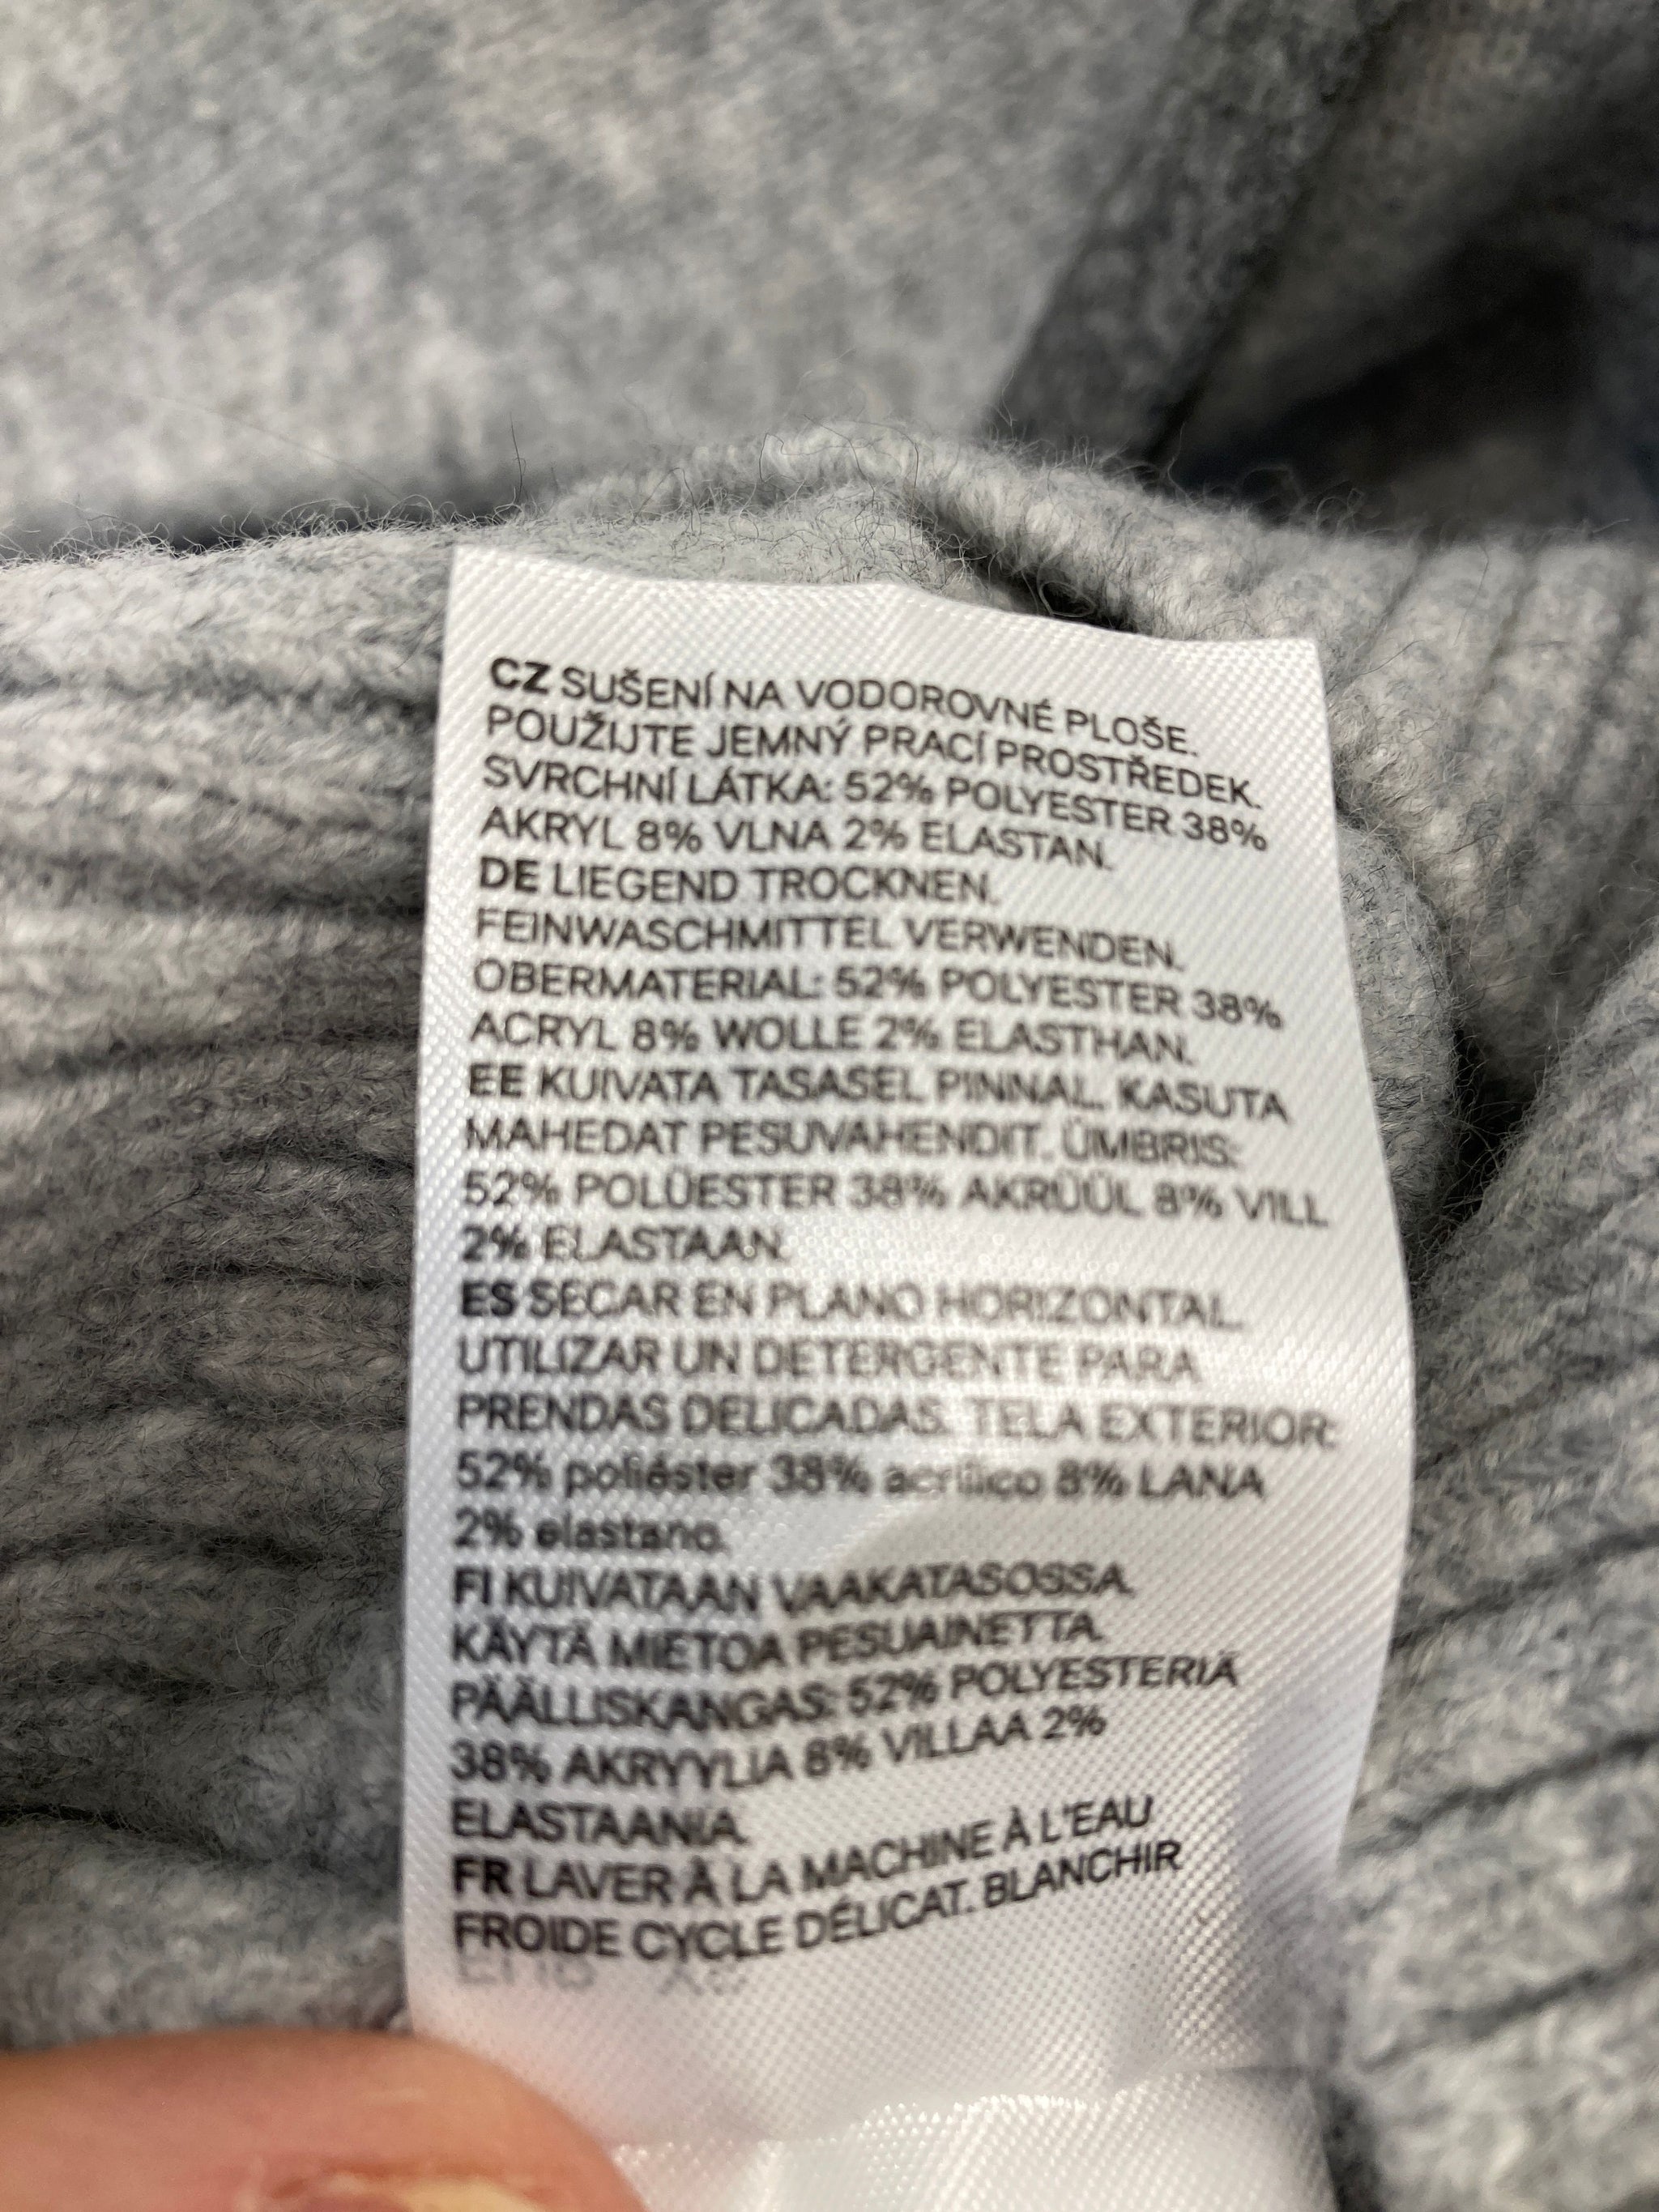 CZ SUŠENÍ NA VODOROVNÉ PLOŠE.
POUŽIJTE JEMNÝ PRACÍ PROSTŘEDEK.
SVRCHNÍ LÁTKA: 52% POLYESTER 38%
AKRYL 8% VLNA 2% ELASTAN.
DE LIEGEND TROCKNEN.
FEINWASCHMITTEL VERWENDEN.
OBERMATERIAL: 52% POLYESTER 38%
ACRYL 8% WOLLE 2% ELASTHAN.
EE KUIVATA TASASEL PINNAL. KASUTA
MAHEDAT PESUVAHENDIT. ÜMBRIS:
52% POLÜESTER 38% AKRÜÜL 8% VILL
2% ELASTAAN.
ES SECAR EN PLANO HORIZONTAL.
UTILIZAR UN DETERGENTE PARA
PRENDAS DELICADAS. TELA EXTERIOR:
52% poliéster 38% acrílico 8% LANA
2% elastano.
FI KUIVATAAN VAAKATASOSSA.
KÄYTÄ MIETOA PESUAINETTA.
PÄÄLLISKANGAS: 52% POLYESTERIÄ
38% AKRYYLIA 8% VILLAA 2%
ELASTAANIA.
FR LAVER À LA MACHINE À L'EAU
FROIDE CYCLE DÉLICAT. BLANCHIR